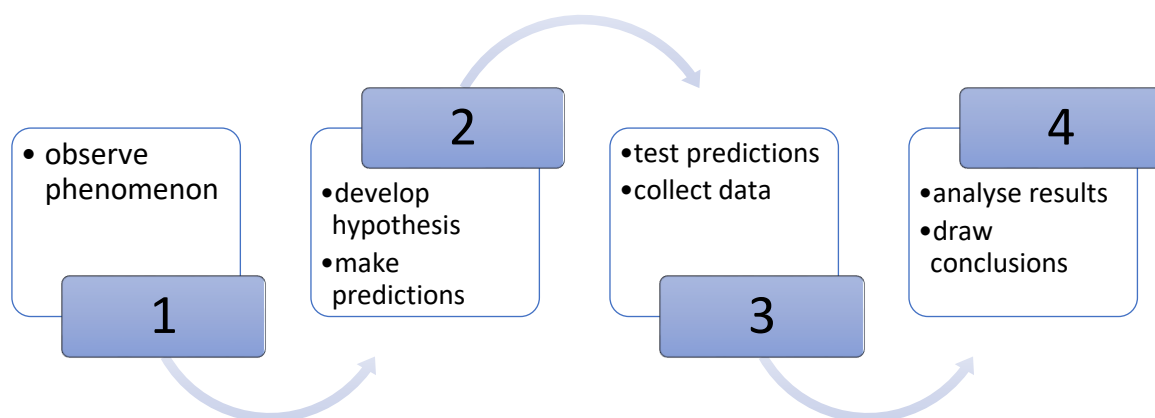 1
• observe
phenomenon
2
•develop
hypothesis
•make
predictions
3
•test predictions
•collect data
4
•analyse results
•draw
conclusions